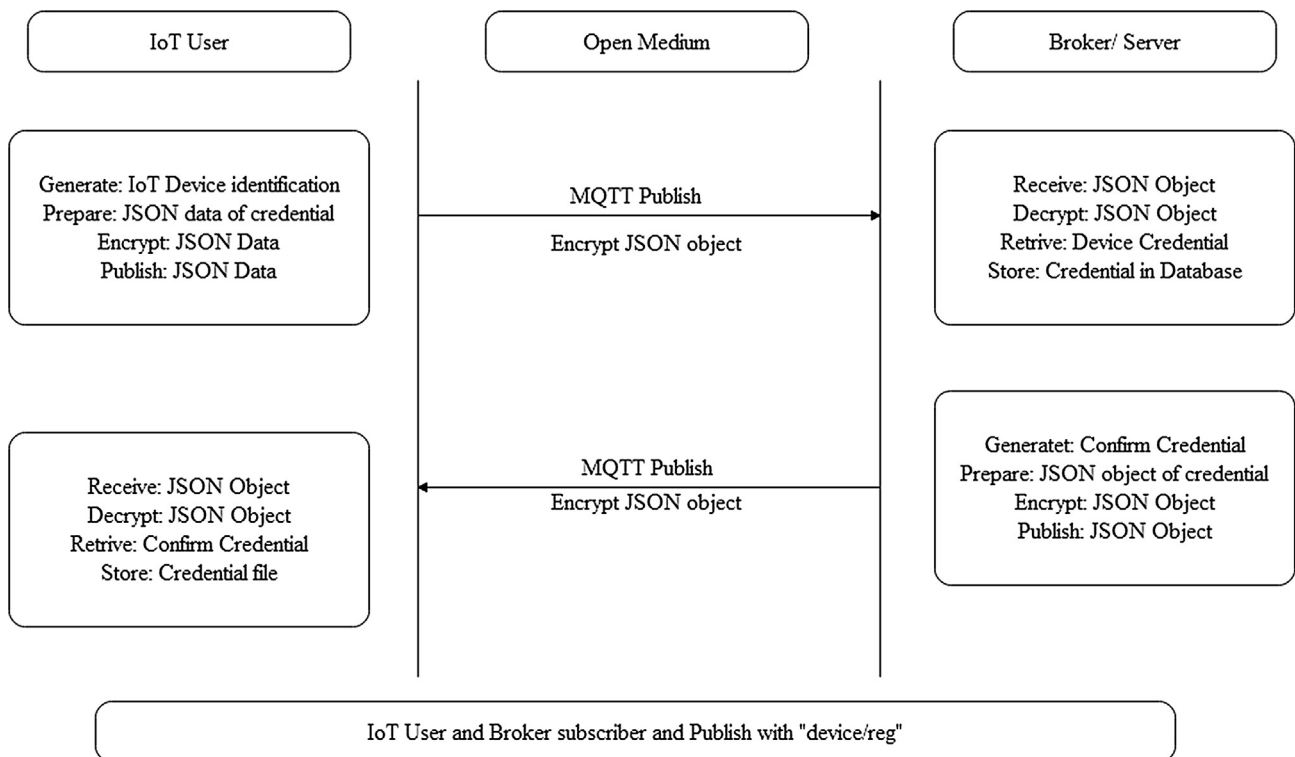 IoT User
Open Medium
Broker/ Server
Generate: IoT Device identification
Prepare: JSON data of credential
Encrypt: JSON Data
Publish: JSON Data
MQTT Publish
Encrypt JSON object
Receive: JSON Object
Decrypt: JSON Object
Retrive: Device Credential
Store: Credential in Database
Generatet: Confirm Credential
Prepare: JSON object of credential
Encrypt: JSON Object
Publish: JSON Object
MQTT Publish
Encrypt JSON object
Receive: JSON Object
Decrypt: JSON Object
Retrive: Confirm Credential
Store: Credential file
IoT User and Broker subscriber and Publish with "device/reg"